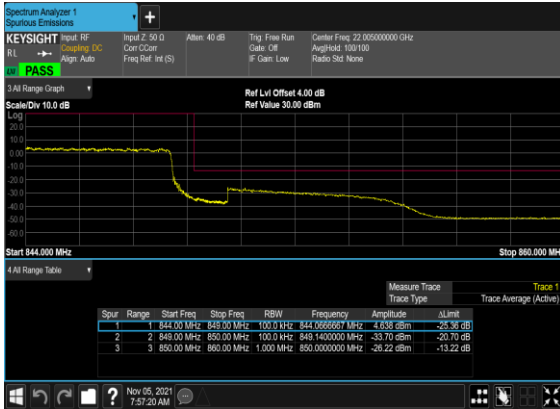 Spectrum Analyzer 1
Spurious Emissions
+
KEYSIGHT Input: RF Input Z: 50 Ω Atten: 40 dB Trig: Free Run Center Freq: 22.005000000 GHz
RL Coupling: DC Corr CCorr Gate: Off Avg|Hold: 100/100
Align: Auto Freq Ref: Int (S) IF Gain: Low Radio Std: None
PASS
3 All Range Graph
Ref Lvl Offset 4.00 dB
Scale/Div 10.0 dB Ref Value 30.00 dBm
Log
20.0
10.0
0.00
-10.0
-20.0
-30.0
-40.0
-50.0
-60.0
Start 844.000 MHz Stop 860.000 MH
4 All Range Table
Measure Trace Trace 1
Trace Type Trace Average (Active)
Spur Range Start Freq Stop Freq RBW Frequency Amplitude ΔLimit
1 1 844.00 MHz 849.00 MHz 100.0 kHz 844.0666667 MHz 4.638 dBm -25.36 dB
2 2 849.00 MHz 850.00 MHz 100.0 kHz 849.1400000 MHz -33.70 dBm -20.70 dB
3 3 850.00 MHz 860.00 MHz 1.000 MHz 850.0000000 MHz -26.22 dBm -13.22 dB
?
Nov 05, 2021
7:57:20 AM